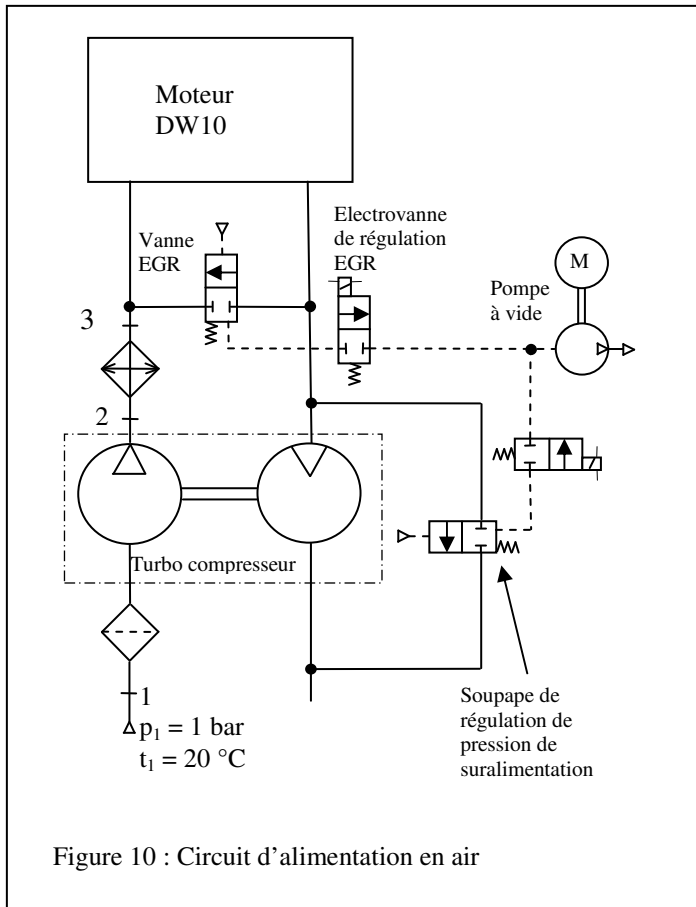 Moteur
DW10
Vanne
EGR
Electrovanne
de régulation
EGR
M
Pompe
à vide
3
2
Turbo compresseur
1
p₁ = 1 bar
t₁ = 20 °C
Soupape de
régulation de
pression de
suralimentation
Figure 10 : Circuit d’alimentation en air